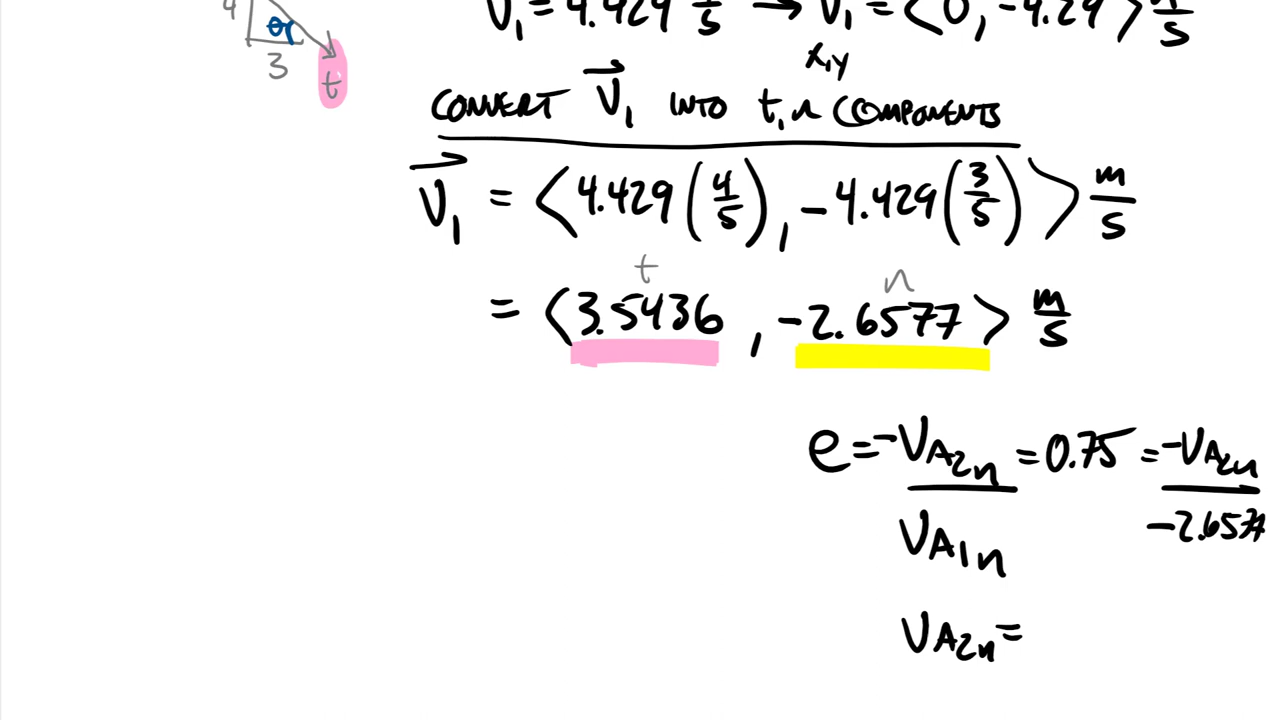 4
θr
3
t
V₁ = 4.429 m/s → V₁ = <0, -4.29> m/s
x,y
CONVERT V₁ INTO t,n COMPONENTS
V₁ = <4.429(4/5), -4.429(3/5)> m/s
t n
= <3.5436, -2.6577> m/s
e = -VA2n/VA1n = 0.75 = -VA2n/-2.6577
VA2n =